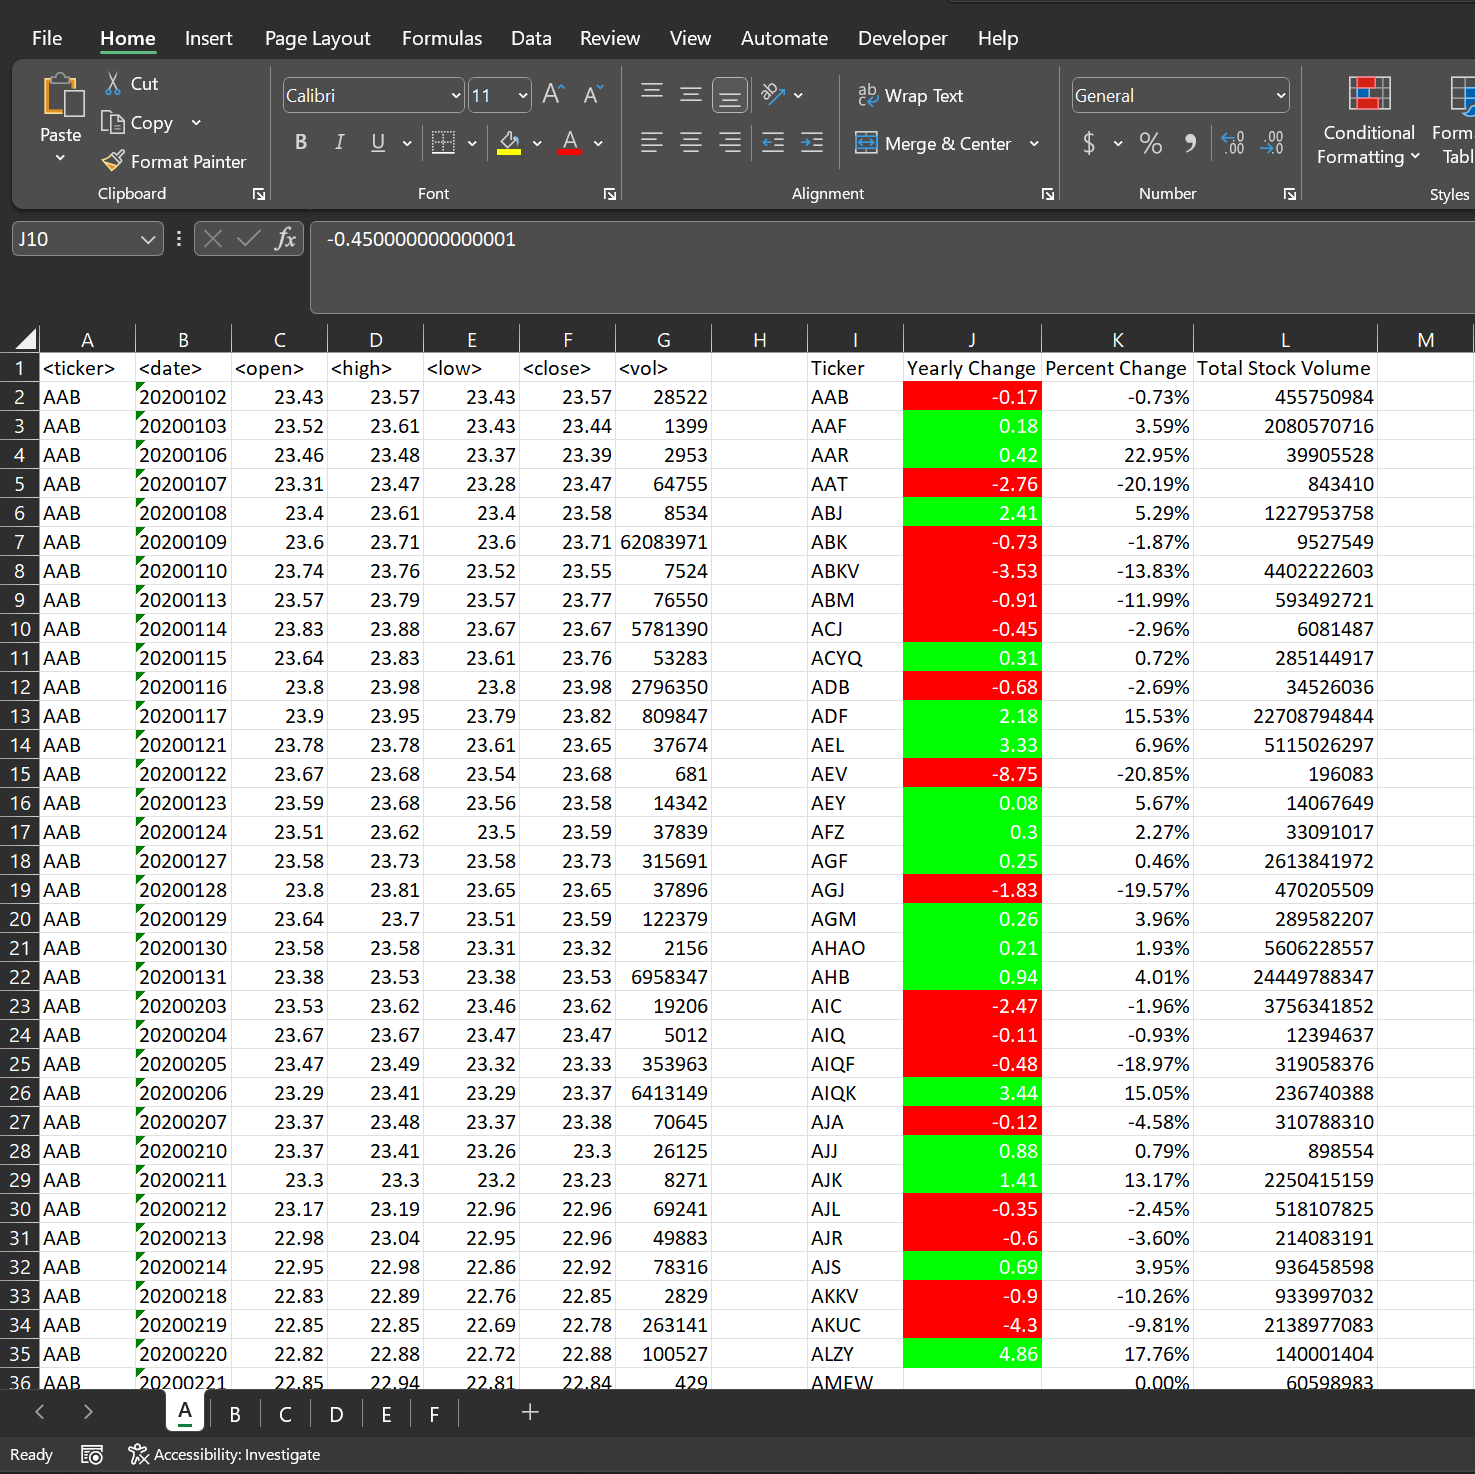 File Home Insert Page Layout Formulas Data Review View Automate Developer Help
Paste
Cut
Copy
Format Painter
Clipboard
Calibri 11 A^ A˅
B I U A
Font
ab Wrap Text
Merge & Center
Alignment
General
$ % 9 .00 .00
Number
Conditional Formatting
Form
Tabl
Styles
J10 fx -0.450000000000001
A B C D E F G H I J K L M
1 <ticker> <date> <open> <high> <low> <close> <vol> Ticker Yearly Change Percent Change Total Stock Volume
2 AAB 20200102 23.43 23.57 23.43 23.57 28522 AAB -0.17 -0.73% 455750984
3 AAB 20200103 23.52 23.61 23.43 23.44 1399 AAF 0.18 3.59% 2080570716
4 AAB 20200106 23.46 23.48 23.37 23.39 2953 AAR 0.42 22.95% 39905528
5 AAB 20200107 23.31 23.47 23.28 23.47 64755 AAT -2.76 -20.19% 843410
6 AAB 20200108 23.4 23.61 23.4 23.58 8534 ABJ 2.41 5.29% 1227953758
7 AAB 20200109 23.6 23.71 23.6 23.71 62083971 ABK -0.73 -1.87% 9527549
8 AAB 20200110 23.74 23.76 23.52 23.55 7524 ABKV -3.53 -13.83% 4402222603
9 AAB 20200113 23.57 23.79 23.57 23.77 76550 ABM -0.91 -11.99% 593492721
10 AAB 20200114 23.83 23.88 23.67 23.67 5781390 ACJ -0.45 -2.96% 6081487
11 AAB 20200115 23.64 23.83 23.61 23.76 53283 ACYQ 0.31 0.72% 285144917
12 AAB 20200116 23.8 23.98 23.8 23.98 2796350 ADB -0.68 -2.69% 34526036
13 AAB 20200117 23.9 23.95 23.79 23.82 809847 ADF 2.18 15.53% 22708794844
14 AAB 20200121 23.78 23.78 23.61 23.65 37674 AEL 3.33 6.96% 5115026297
15 AAB 20200122 23.67 23.68 23.54 23.68 681 AEV -8.75 -20.85% 196083
16 AAB 20200123 23.59 23.68 23.56 23.58 14342 AEY 0.08 5.67% 14067649
17 AAB 20200124 23.51 23.62 23.5 23.59 37839 AFZ 0.3 2.27% 33091017
18 AAB 20200127 23.58 23.73 23.58 23.73 315691 AGF 0.25 0.46% 2613841972
19 AAB 20200128 23.8 23.81 23.65 23.65 37896 AGJ -1.83 -19.57% 470205509
20 AAB 20200129 23.64 23.7 23.51 23.59 122379 AGM 0.26 3.96% 289582207
21 AAB 20200130 23.58 23.58 23.31 23.32 2156 AHAO 0.21 1.93% 5606228557
22 AAB 20200131 23.38 23.53 23.38 23.53 6958347 AHB 0.94 4.01% 24449788347
23 AAB 20200203 23.53 23.62 23.46 23.62 19206 AIC -2.47 -1.96% 3756341852
24 AAB 20200204 23.67 23.67 23.47 23.47 5012 AIQ -0.11 -0.93% 12394637
25 AAB 20200205 23.47 23.49 23.32 23.33 353963 AIQF -0.48 -18.97% 319058376
26 AAB 20200206 23.29 23.41 23.29 23.37 6413149 AIQK 3.44 15.05% 236740388
27 AAB 20200207 23.37 23.48 23.37 23.38 70645 AJA -0.12 -4.58% 310788310
28 AAB 20200210 23.37 23.41 23.26 23.3 26125 AJJ 0.88 0.79% 898554
29 AAB 20200211 23.3 23.3 23.2 23.23 8271 AJK 1.41 13.17% 2250415159
30 AAB 20200212 23.17 23.19 22.96 22.96 69241 AJL -0.35 -2.45% 518107825
31 AAB 20200213 22.98 23.04 22.95 22.96 49883 AJR -0.6 -3.60% 214083191
32 AAB 20200214 22.95 22.98 22.86 22.92 78316 AJS 0.69 3.95% 936458598
33 AAB 20200218 22.83 22.89 22.76 22.85 2829 AKKV -0.9 -10.26% 933997032
34 AAB 20200219 22.85 22.85 22.69 22.78 263141 AKUC -4.3 -9.81% 2138977083
35 AAB 20200220 22.82 22.88 22.72 22.88 100527 ALZY 4.86 17.76% 140001404
36 AAB 20200221 22.85 22.94 22.81 22.84 429 AMEW 0.00% 60598983
A B C D E F
Ready Accessibility: Investigate